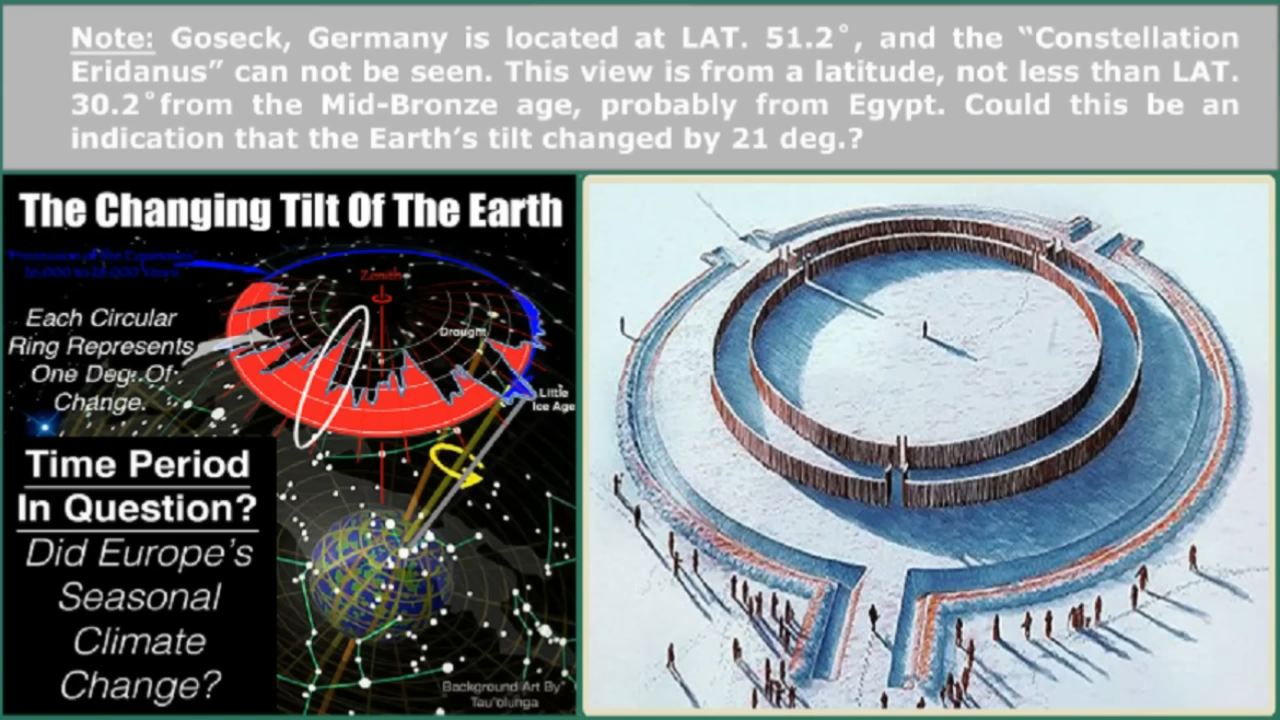 Note: Goseck, Germany is located at LAT. 51.2˚, and the “Constellation
Eridanus” can not be seen. This view is from a latitude, not less than LAT.
30.2˚from the Mid-Bronze age, probably from Egypt. Could this be an
indication that the Earth’s tilt changed by 21 deg.?
The Changing Tilt Of The Earth
Zenith
Each Circular
Ring Represents
One Deg. Of
Change.
Drought
Little
Ice Age
Time Period
In Question?
Did Europe’s
Seasonal
Climate
Change?
Background Art By
Tau’olunga